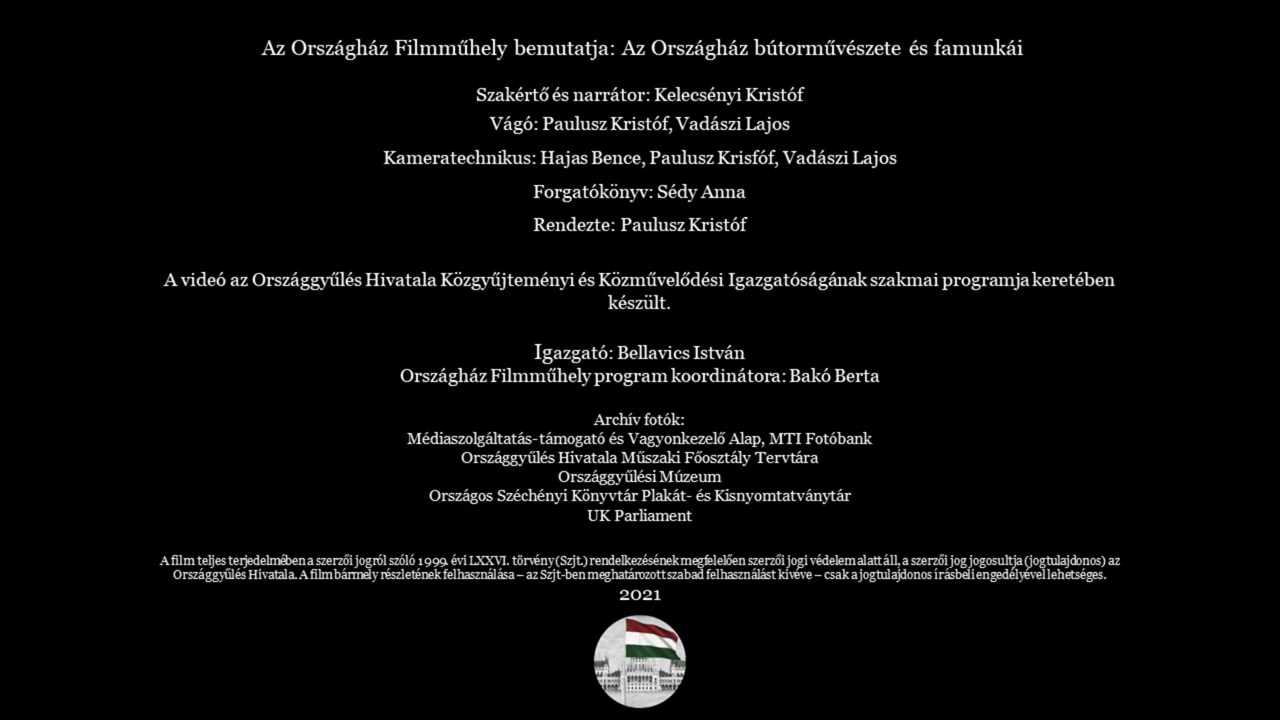 Az Országház Filmműhely bemutatja: Az Országház bútorművészete és famunkái
Szakértő és narrátor: Kelecsényi Kristóf
Vágó: Paulusz Kristóf, Vadászi Lajos
Kameratechnikus: Hajas Bence, Paulusz Krisfóf, Vadászi Lajos
Forgatókönyv: Sédy Anna
Rendezte: Paulusz Kristóf
A videó az Országgyűlés Hivatala Közgyűjteményi és Közművelődési Igazgatóságának szakmai programja keretében
készült.
Igazgató: Bellavics István
Országház Filmműhely program koordinátora: Bakó Berta
Archív fotók:
Médiaszolgáltatás-támogató és Vagyonkezelő Alap, MTI Fotóbank
Országgyűlés Hivatala Műszaki Főosztály Tervtára
Országgyűlési Múzeum
Országos Széchényi Könyvtár Plakát- és Kisnyomtatványtár
UK Parliament
A film teljes terjedelmében a szerzői jogról szóló 1999. évi LXXVI. törvény (Szjt.) rendelkezésének megfelelően szerzői jogi védelem alatt áll, a szerzői jog jogosultja (jogtulajdonos) az
Országgyűlés Hivatala. A film bármely részletének felhasználása – az Szjt-ben meghatározott szabad felhasználást kivéve – csak a jogtulajdonos írásbeli engedélyével lehetséges.
2021